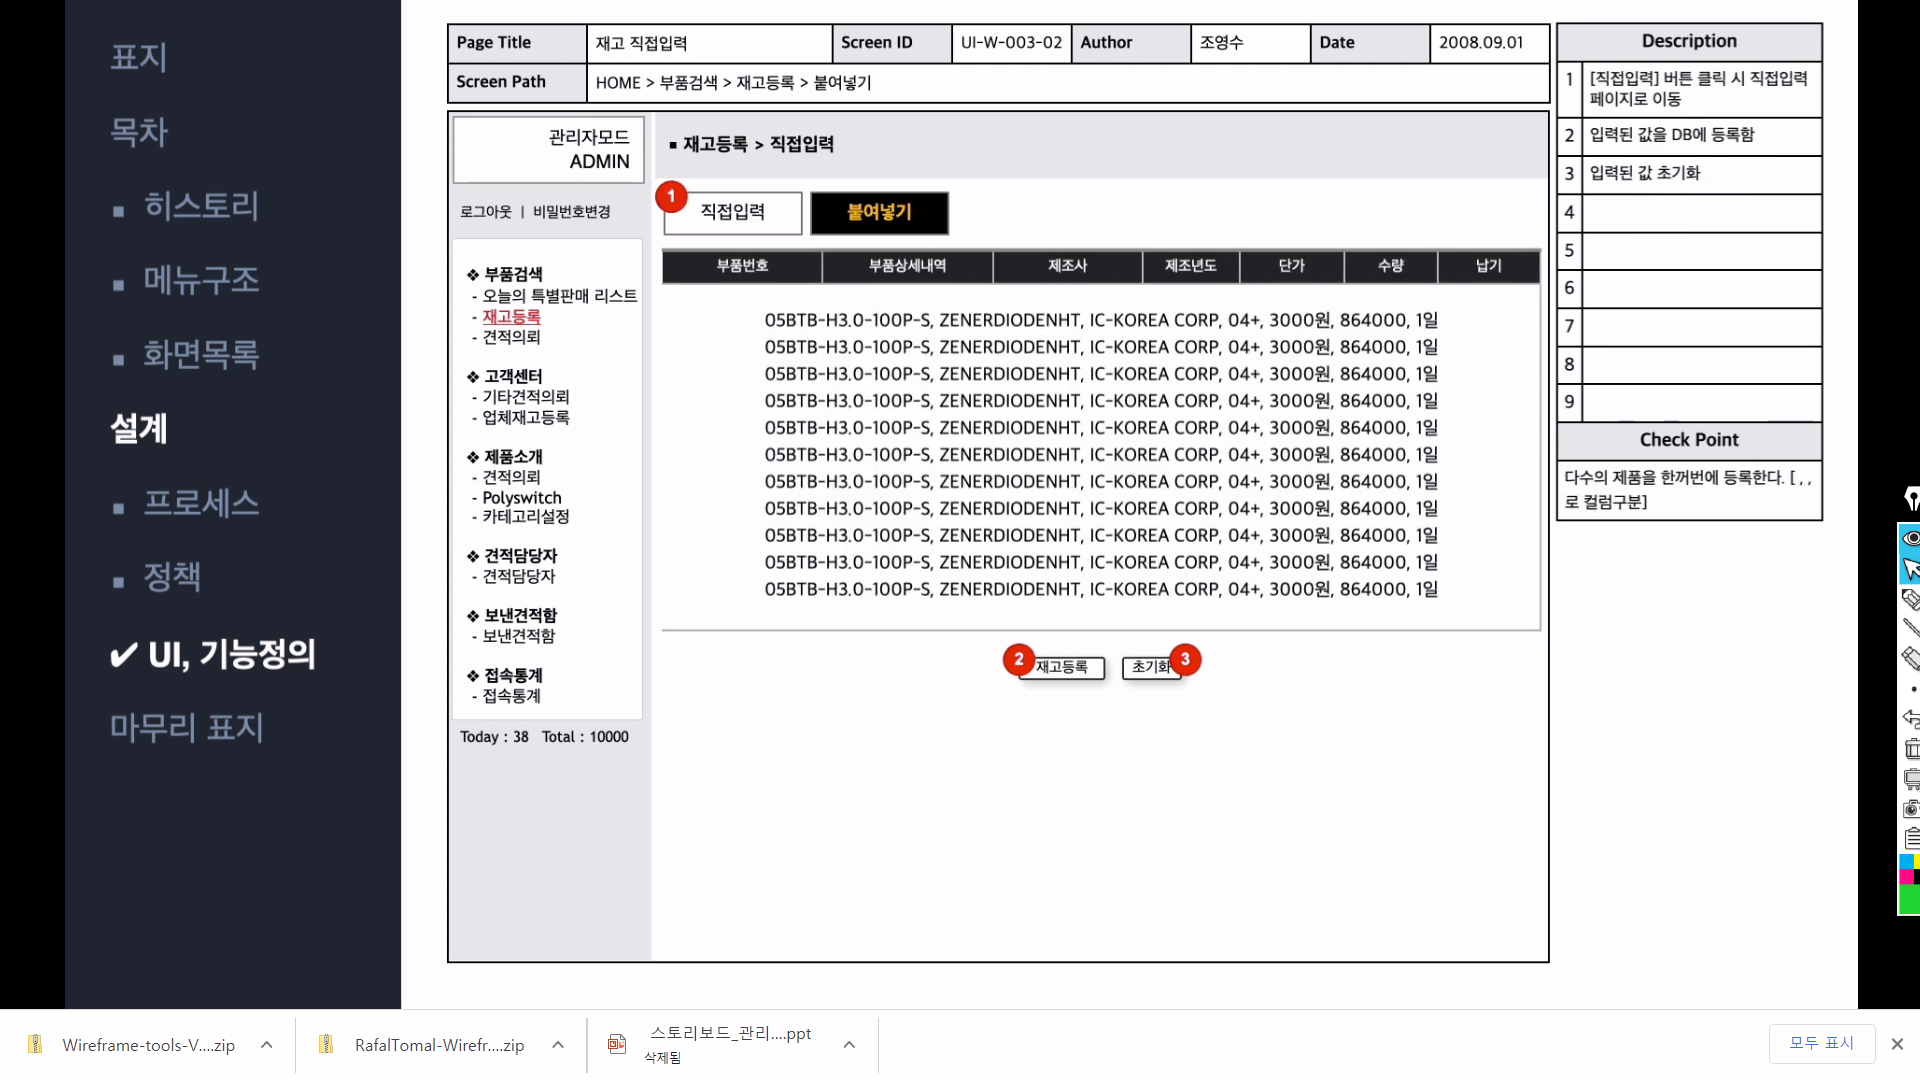 표지
목차
■ 히스토리
■ 메뉴구조
■ 화면목록
설계
■ 프로세스
■ 정책
✔ UI, 기능정의
마무리 표지
Page Title 재고 직접입력 Screen ID UI-W-003-02 Author 조영수 Date 2008.09.01
Screen Path HOME > 부품검색 > 재고등록 > 붙여넣기
관리자모드
ADMIN
로그아웃 | 비밀번호변경
❖ 부품검색
- 오늘의 특별판매 리스트
- 재고등록
- 견적의뢰
❖ 고객센터
- 기타견적의뢰
- 업체재고등록
❖ 제품소개
- 견적의뢰
- Polyswitch
- 카테고리설정
❖ 견적담당자
- 견적담당자
❖ 보낸견적함
- 보낸견적함
❖ 접속통계
- 접속통계
Today : 38 Total : 10000
▪ 재고등록 > 직접입력
1 직접입력 붙여넣기
부품번호 부품상세내역 제조사 제조년도 단가 수량 납기
05BTB-H3.0-100P-S, ZENERDIODENHT, IC-KOREA CORP, 04+, 3000원, 864000, 1일
05BTB-H3.0-100P-S, ZENERDIODENHT, IC-KOREA CORP, 04+, 3000원, 864000, 1일
05BTB-H3.0-100P-S, ZENERDIODENHT, IC-KOREA CORP, 04+, 3000원, 864000, 1일
05BTB-H3.0-100P-S, ZENERDIODENHT, IC-KOREA CORP, 04+, 3000원, 864000, 1일
05BTB-H3.0-100P-S, ZENERDIODENHT, IC-KOREA CORP, 04+, 3000원, 864000, 1일
05BTB-H3.0-100P-S, ZENERDIODENHT, IC-KOREA CORP, 04+, 3000원, 864000, 1일
05BTB-H3.0-100P-S, ZENERDIODENHT, IC-KOREA CORP, 04+, 3000원, 864000, 1일
05BTB-H3.0-100P-S, ZENERDIODENHT, IC-KOREA CORP, 04+, 3000원, 864000, 1일
05BTB-H3.0-100P-S, ZENERDIODENHT, IC-KOREA CORP, 04+, 3000원, 864000, 1일
05BTB-H3.0-100P-S, ZENERDIODENHT, IC-KOREA CORP, 04+, 3000원, 864000, 1일
05BTB-H3.0-100P-S, ZENERDIODENHT, IC-KOREA CORP, 04+, 3000원, 864000, 1일
2 재고등록 초기화 3
Description
1 [직접입력] 버튼 클릭 시 직접입력
페이지로 이동
2 입력된 값을 DB에 등록함
3 입력된 값 초기화
4
5
6
7
8
9
Check Point
다수의 제품을 한꺼번에 등록한다. [ , ,
로 컬럼구분]
Wireframe-tools-V....zip
RafalTomal-Wirefr....zip
스토리보드_관리....ppt
삭제됨
모두 표시